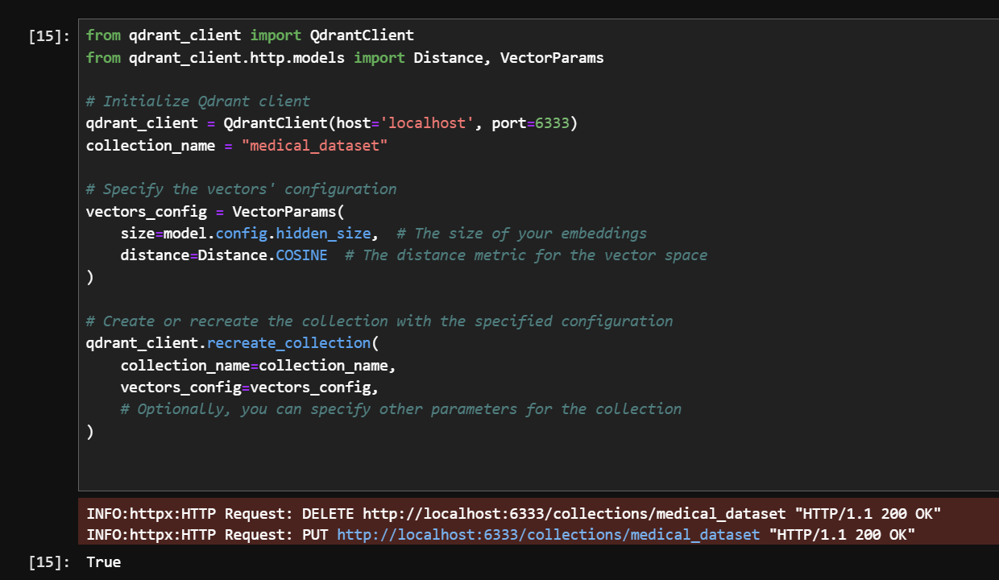 [15]:
from qdrant_client import QdrantClient
from qdrant_client.http.models import Distance, VectorParams
# Initialize Qdrant client
qdrant_client = QdrantClient(host='localhost', port=6333)
collection_name = "medical_dataset"
# Specify the vectors' configuration
vectors_config = VectorParams(
    size=model.config.hidden_size,  # The size of your embeddings
    distance=Distance.COSINE  # The distance metric for the vector space
)
# Create or recreate the collection with the specified configuration
qdrant_client.recreate_collection(
    collection_name=collection_name,
    vectors_config=vectors_config,
    # Optionally, you can specify other parameters for the collection
)
INFO:httpx:HTTP Request: DELETE http://localhost:6333/collections/medical_dataset "HTTP/1.1 200 OK"
INFO:httpx:HTTP Request: PUT http://localhost:6333/collections/medical_dataset "HTTP/1.1 200 OK"
[15]: True